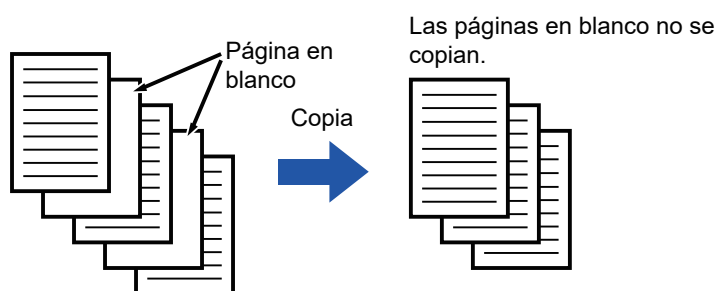 Página en
blanco
Copia
Las páginas en blanco no se
copian.